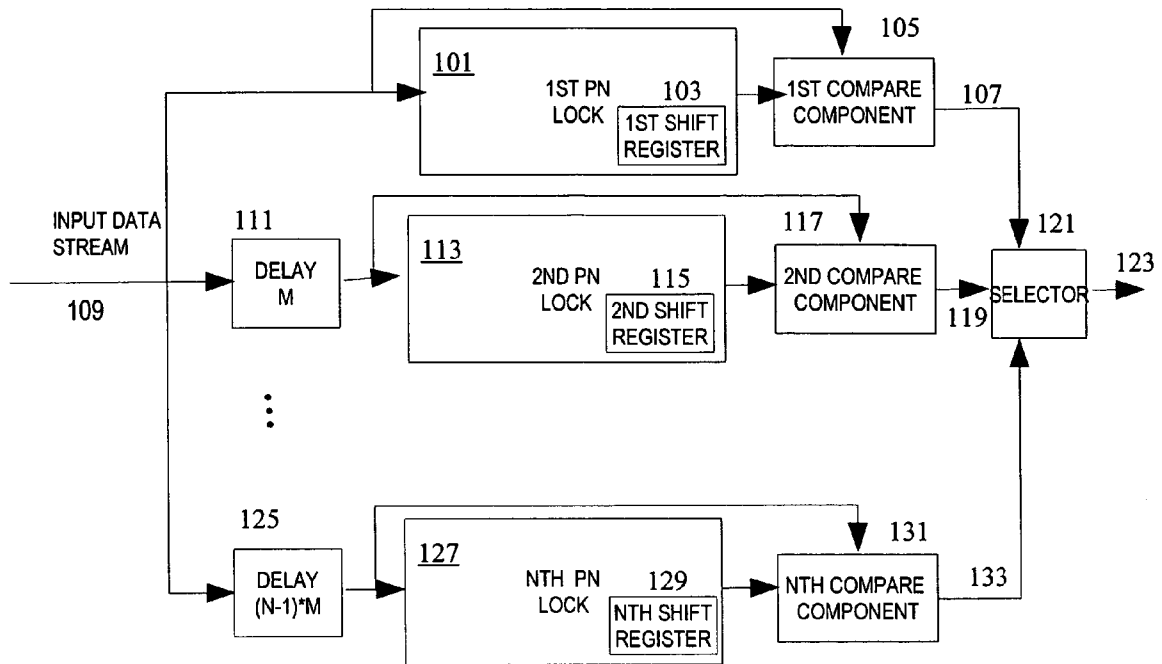 105
101
1ST PN
LOCK
103
1ST SHIFT
REGISTER
1ST COMPARE
COMPONENT
107
INPUT DATA
STREAM
109
111
DELAY
M
113
2ND PN
LOCK
115
2ND SHIFT
REGISTER
117
2ND COMPARE
COMPONENT
119
121
SELECTOR
123
125
DELAY
(N-1)*M
127
NTH PN
LOCK
129
NTH SHIFT
REGISTER
131
NTH COMPARE
COMPONENT
133